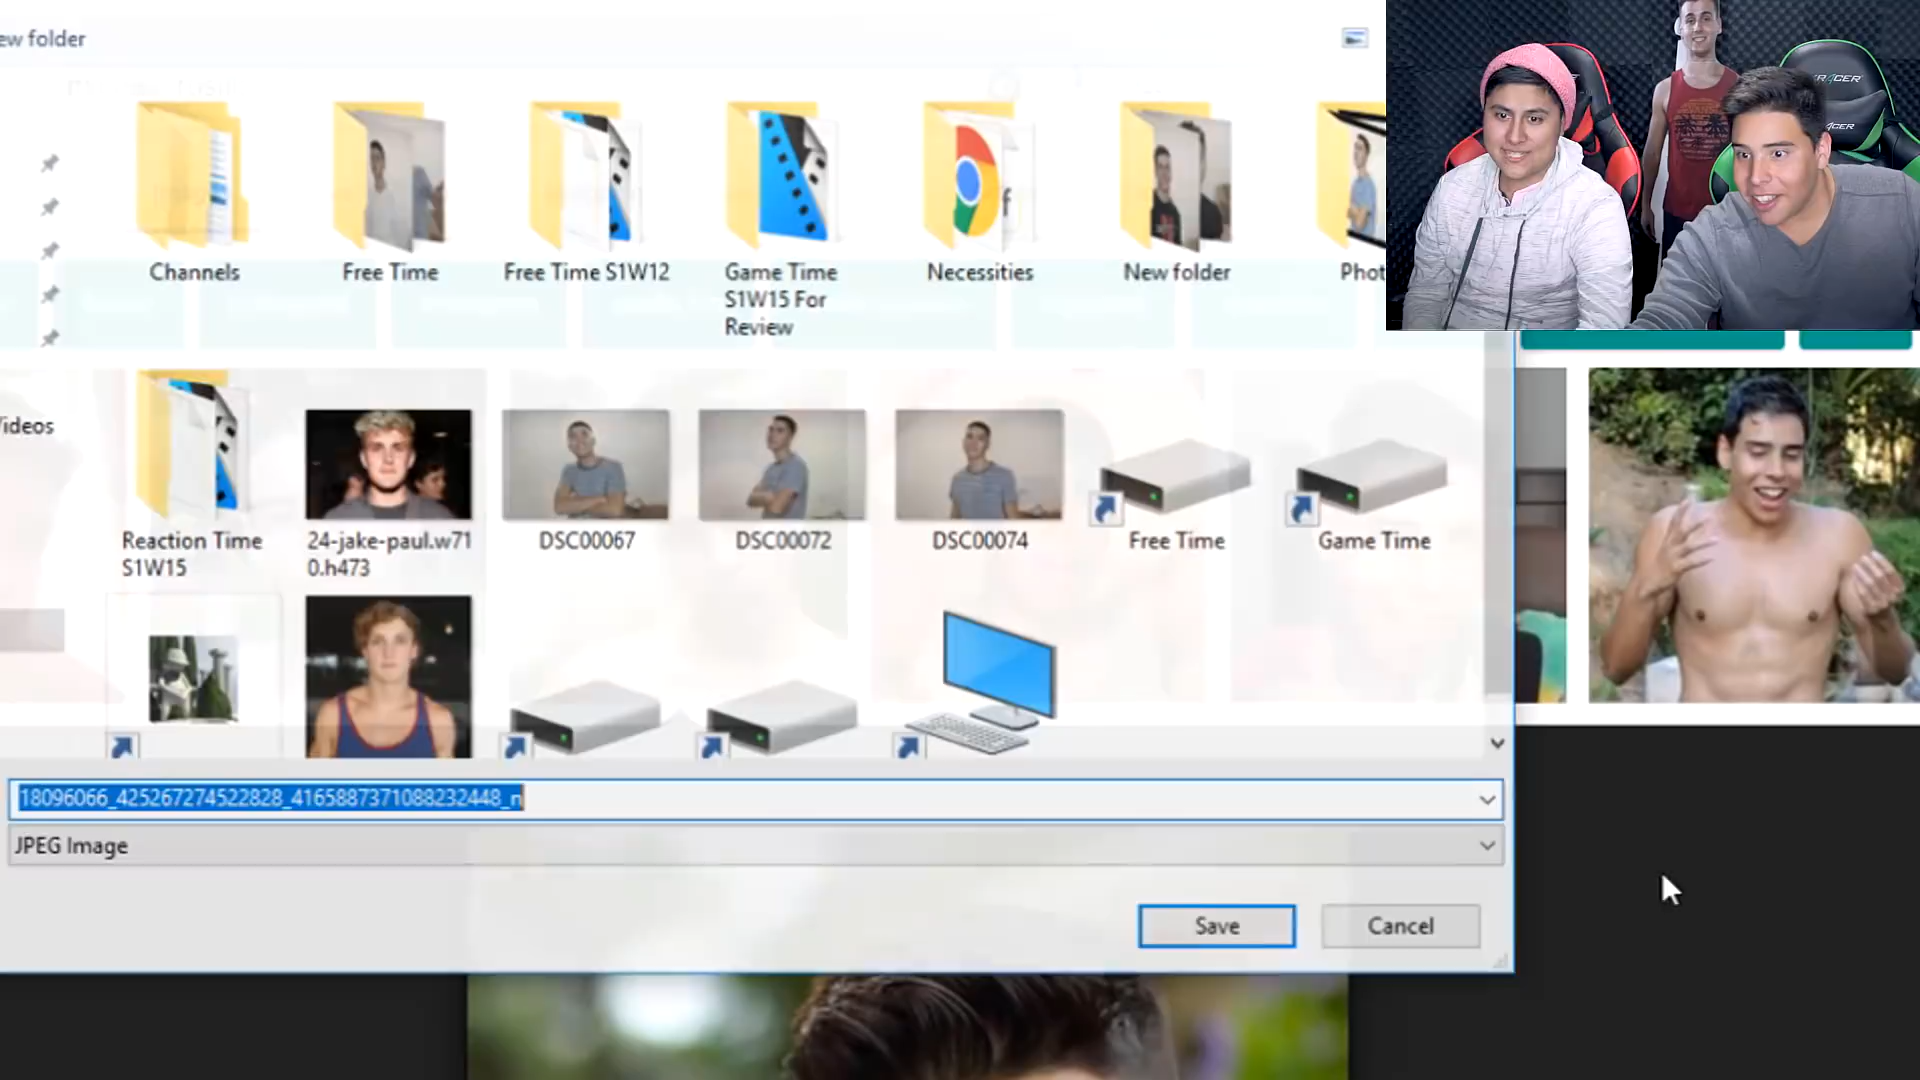 ew folder
Channels
Free Time
Free Time S1W12
Game Time
S1W15 For
Review
Necessities
New folder
Phot
ideos
Reaction Time
S1W15
24-jake-paul.w71
0.h473
DSC00067
DSC00072
DSC00074
Free Time
Game Time
18096066_425267274522828_4165887371088232448_n
JPEG Image
Save
Cancel